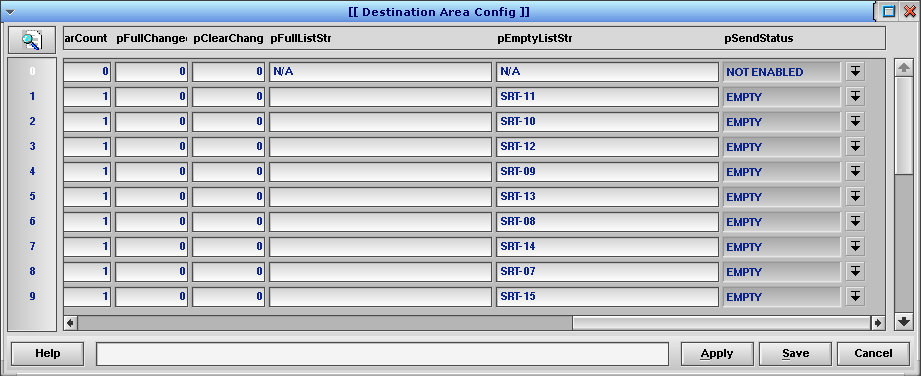 [[ Destination Area Config ]]
arCount pFullChanged pClearChang pFullListStr pEmptyListStr pSendStatus
0 0 0 0 N/A N/A NOT ENABLED
1 1 0 0 SRT-11 EMPTY
2 1 0 0 SRT-10 EMPTY
3 1 0 0 SRT-12 EMPTY
4 1 0 0 SRT-09 EMPTY
5 1 0 0 SRT-13 EMPTY
6 1 0 0 SRT-08 EMPTY
7 1 0 0 SRT-14 EMPTY
8 1 0 0 SRT-07 EMPTY
9 1 0 0 SRT-15 EMPTY
Help Apply Save Cancel